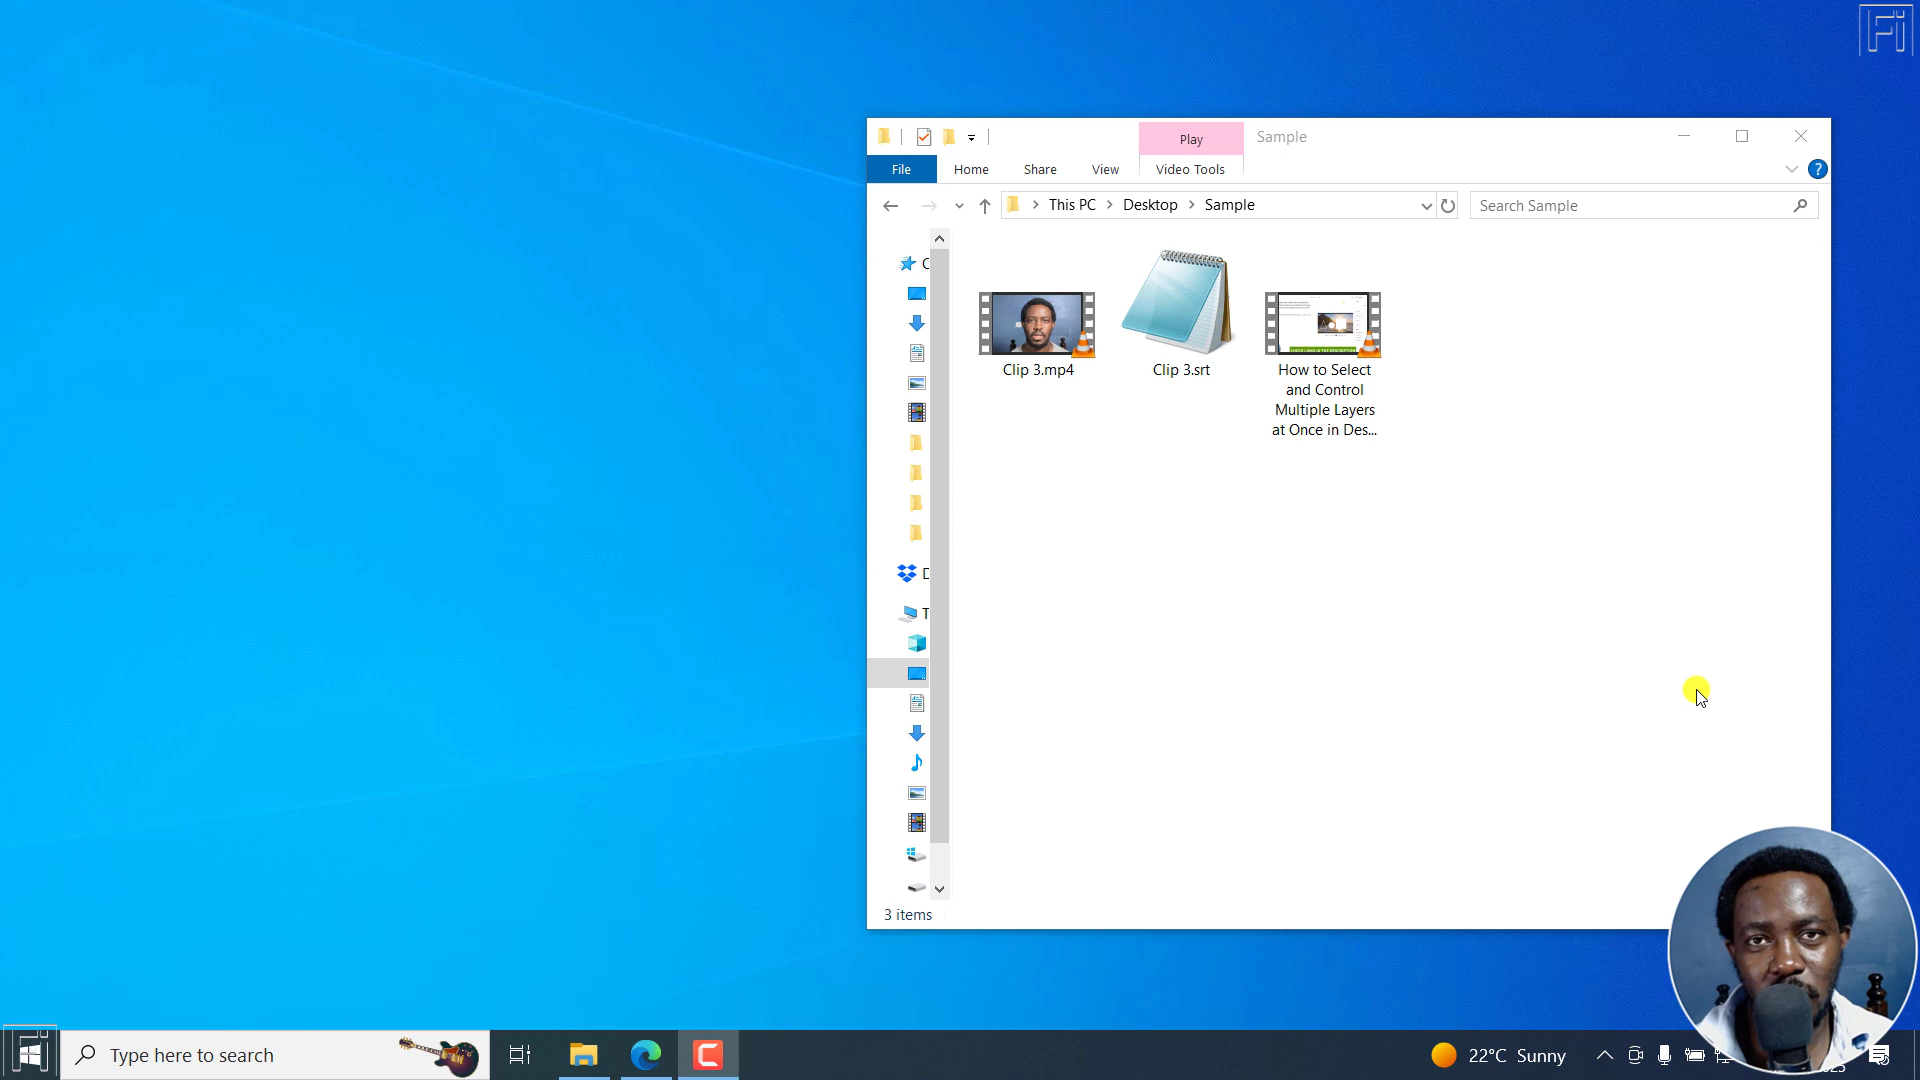 Fi
Play
Sample
File
Home
Share
View
Video Tools
?
This PC
Desktop
Sample
Search Sample
Clip 3.mp4
Clip 3.srt
How to Select
and Control
Multiple Layers
at Once in Des...
3 items
Fi
Type here to search
22°C Sunny